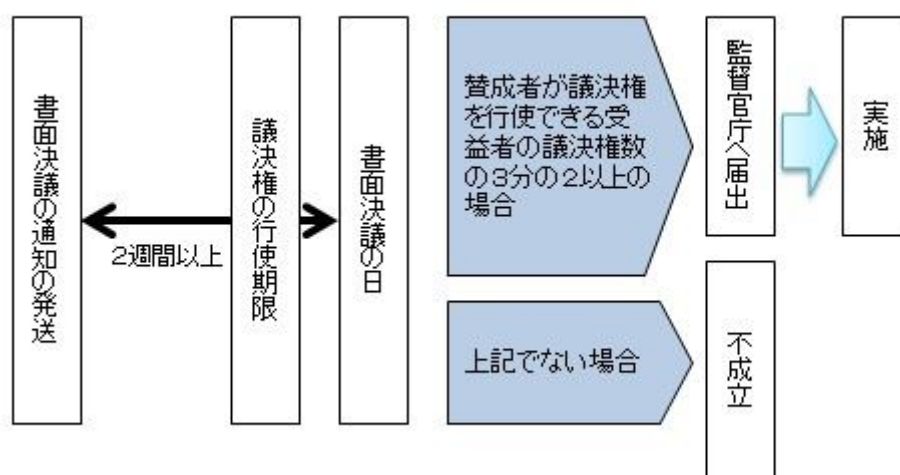 書面決議の通知の発送
2週間以上
議決権の行使期限
書面決議の日
賛成者が議決権
を行使できる受
益者の議決権数
の3分の2以上の
場合
監督官庁へ届出
実施
上記でない場合
不成立